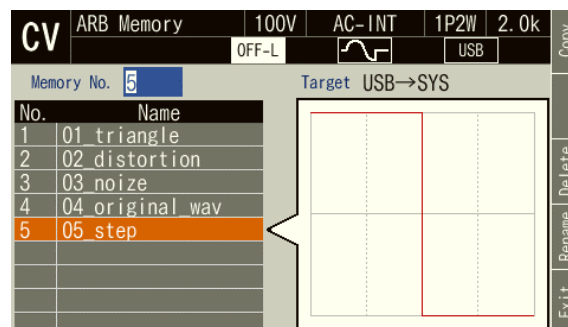 CV ARB Memory 100V AC-INT 1P2W 2.0k
OFF-L USB
Memory No. 5 Target USB→SYS
No. Name
1 01_triangle
2 02_distortion
3 03_noize
4 04_original_wav
5 05_step
Copy
Delete
Rename
Exit